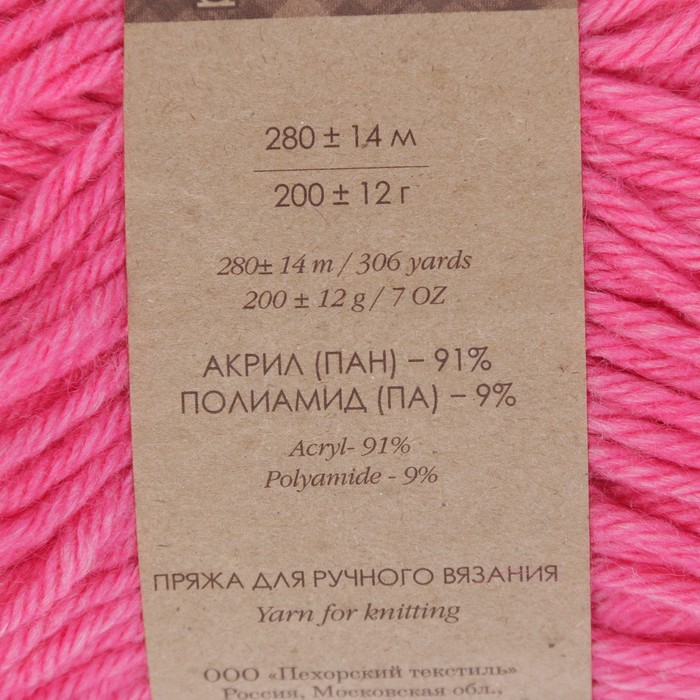 280 ± 14 м
200 ± 12 г
280± 14 m / 306 yards
200 ± 12 g / 7 OZ
АКРИЛ (ПАН) – 91%
ПОЛИАМИД (ПА) – 9%
Acryl- 91%
Polyamide - 9%
ПРЯЖА ДЛЯ РУЧНОГО ВЯЗАНИЯ
Yarn for knitting
ООО «Пехорский текстиль»
Россия, Московская обл.,